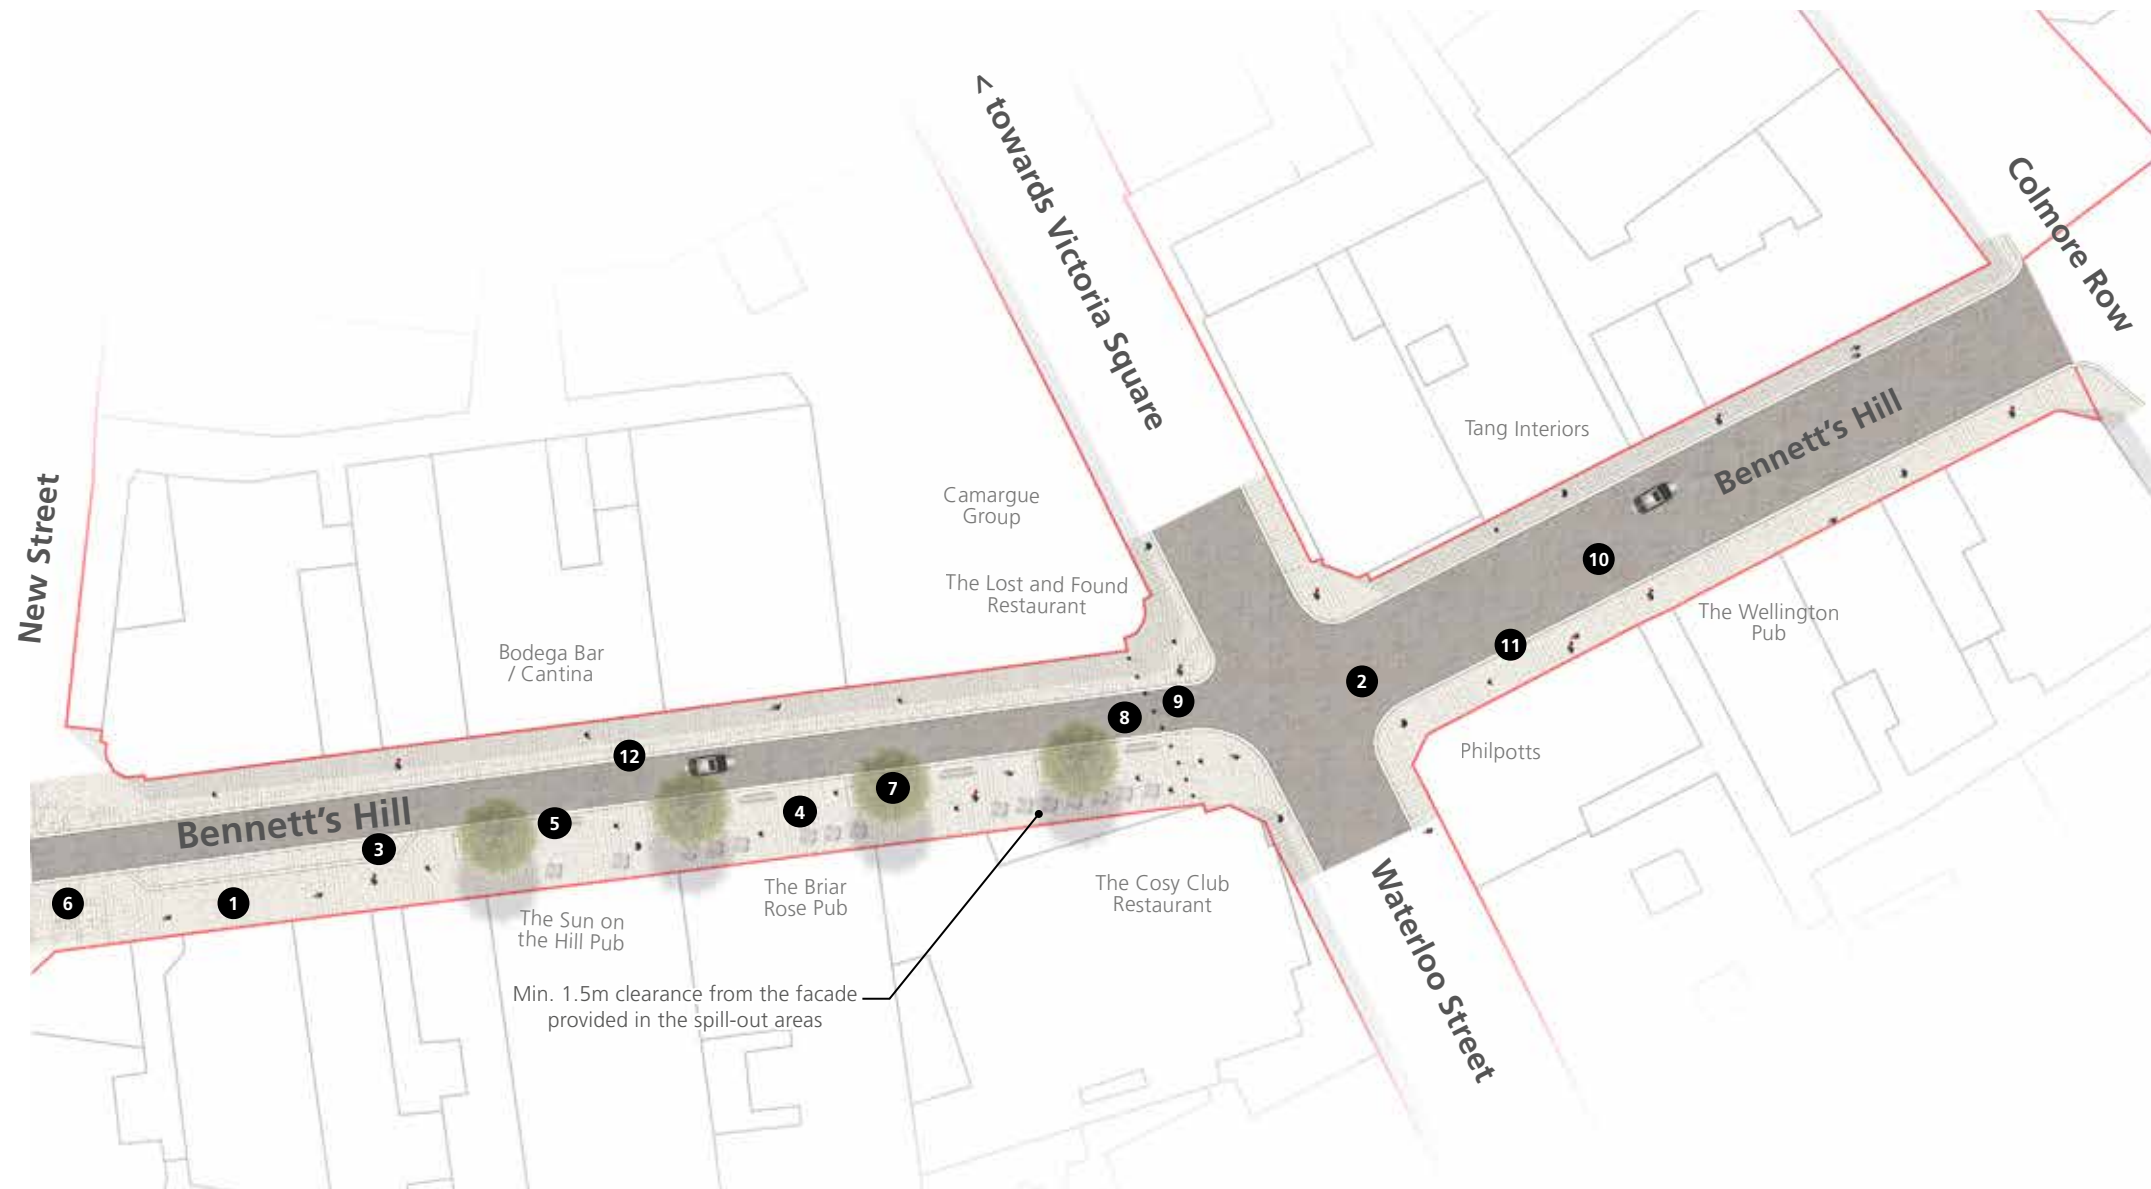 < towards Victoria Square
Colmore Row
Tang Interiors
Bennett's Hill
New Street
Camargue
Group
The Lost and Found
Restaurant
Bodega Bar
/ Cantina
10
The Wellington
Pub
11
2
9
8
Philpotts
12
7
4
5
Bennett's Hill
3
6
1
The Briar
Rose Pub
The Cosy Club
Restaurant
The Sun on
the Hill Pub
Waterloo Street
Min. 1.5m clearance from the facade
provided in the spill-out areas